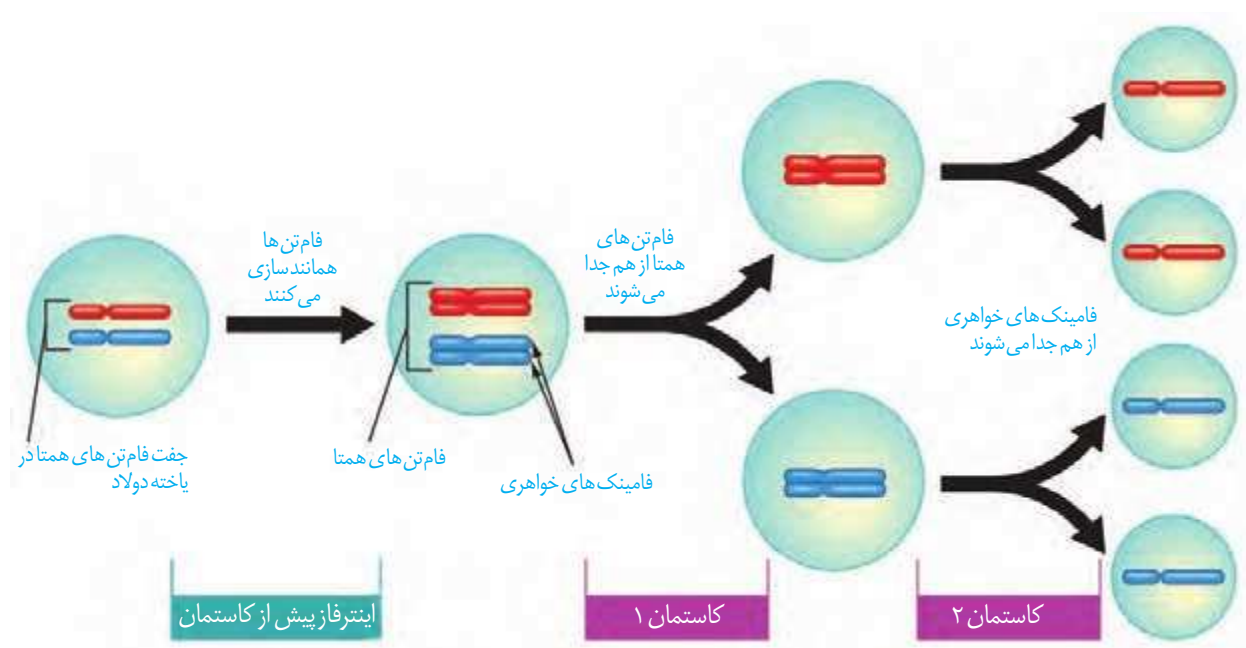 فام‌تن‌ها
همانندسازی
می‌کنند
جفت فام‌تن‌های همتا در
یاخته دولاد
فام‌تن‌های همتا
فامینک‌های خواهری
فام‌تن‌های
همتا از هم جدا
می‌شوند
فامینک‌های خواهری
از هم جدا می‌شوند
اینترفاز پیش از کاستمان
کاستمان ۱
کاستمان ۲